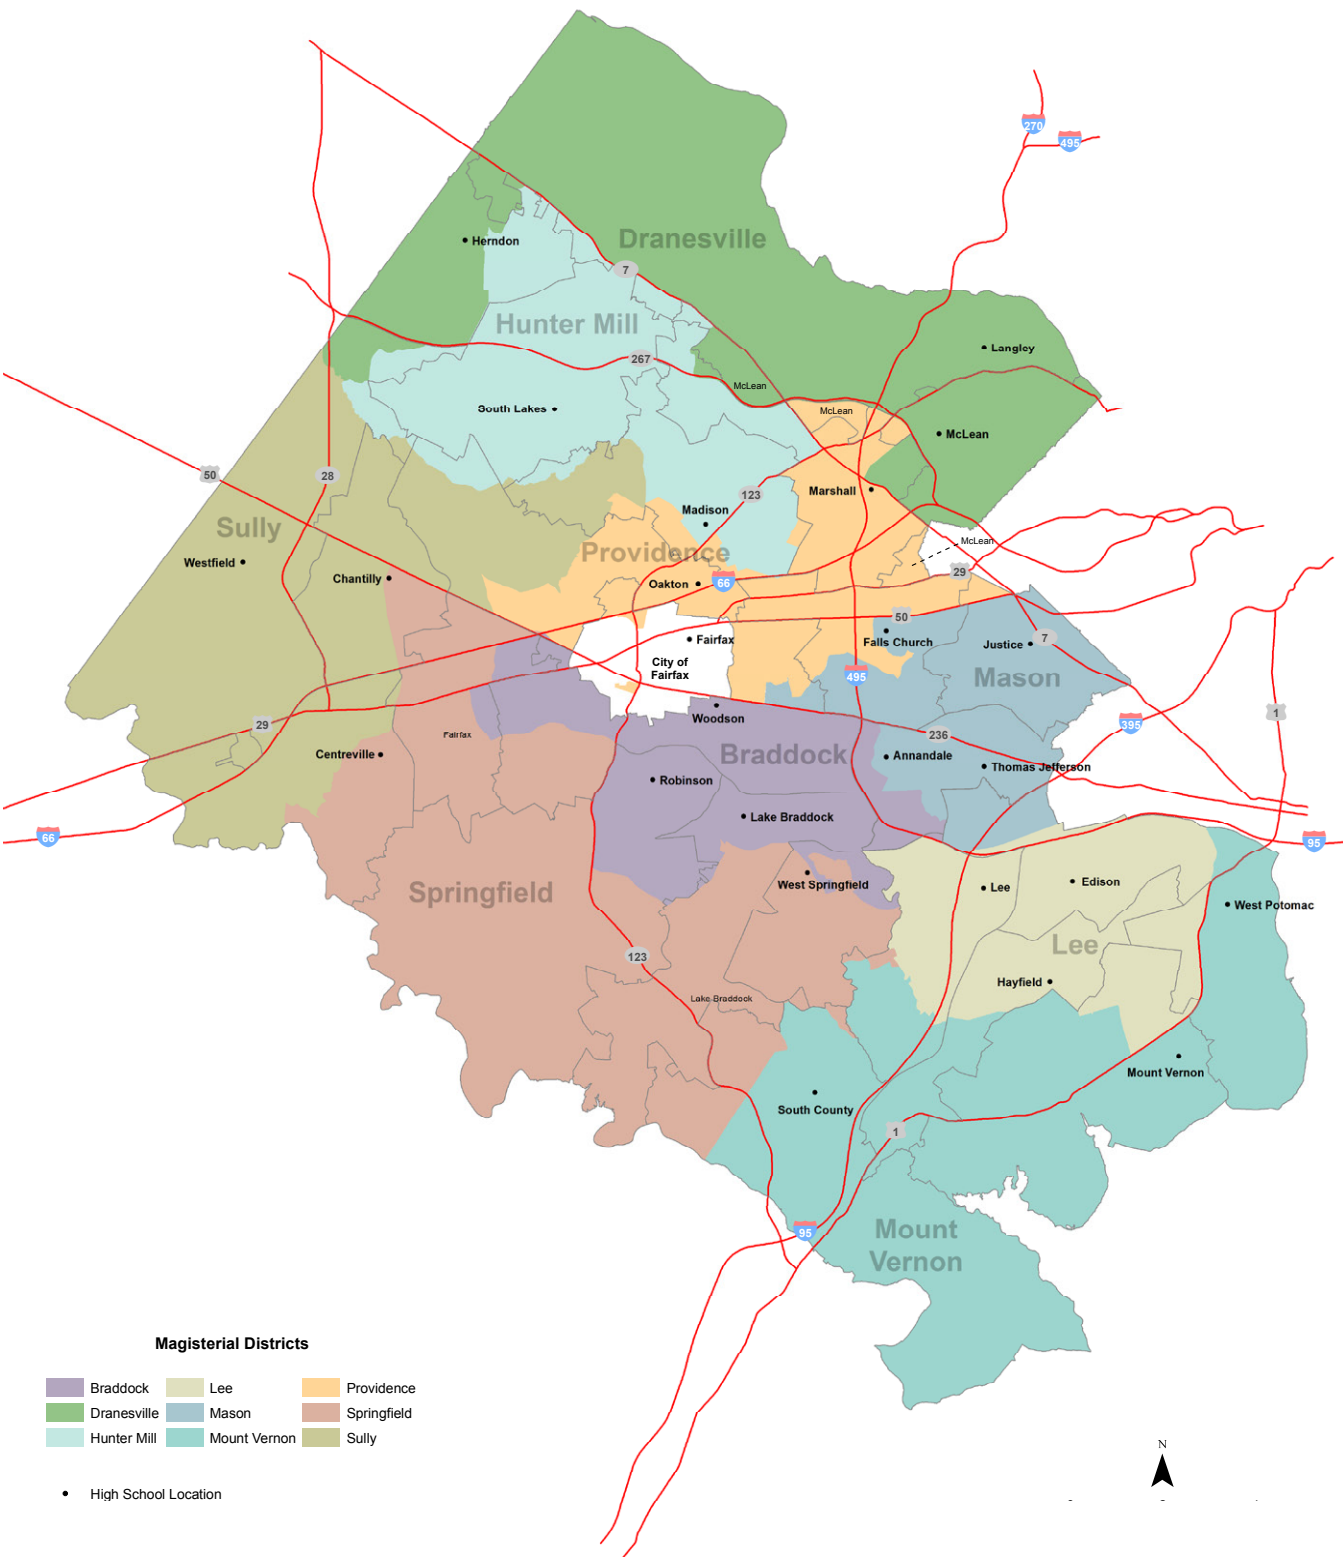 270
495
Dranesville
Herndon
7
Hunter Mill
267
Langley
McLean
McLean
South Lakes
McLean
50
28
123
Marshall
Madison
Sully
McLean
Providence
Westfield
29
Chantilly
Oakton
66
50
Fairfax
Falls Church
Justice
7
City of
Fairfax
495
Mason
Woodson
395
1
29
Fairfax
236
Centreville
Braddock
Annandale
Thomas Jefferson
Robinson
Lake Braddock
66
95
West Springfield
Lee
Edison
Springfield
West Potomac
Lee
123
Hayfield
Lake Braddock
Mount Vernon
South County
1
95
Mount
Vernon
Magisterial Districts
Braddock
Lee
Providence
Dranesville
Mason
Springfield
Hunter Mill
Mount Vernon
Sully
High School Location
N